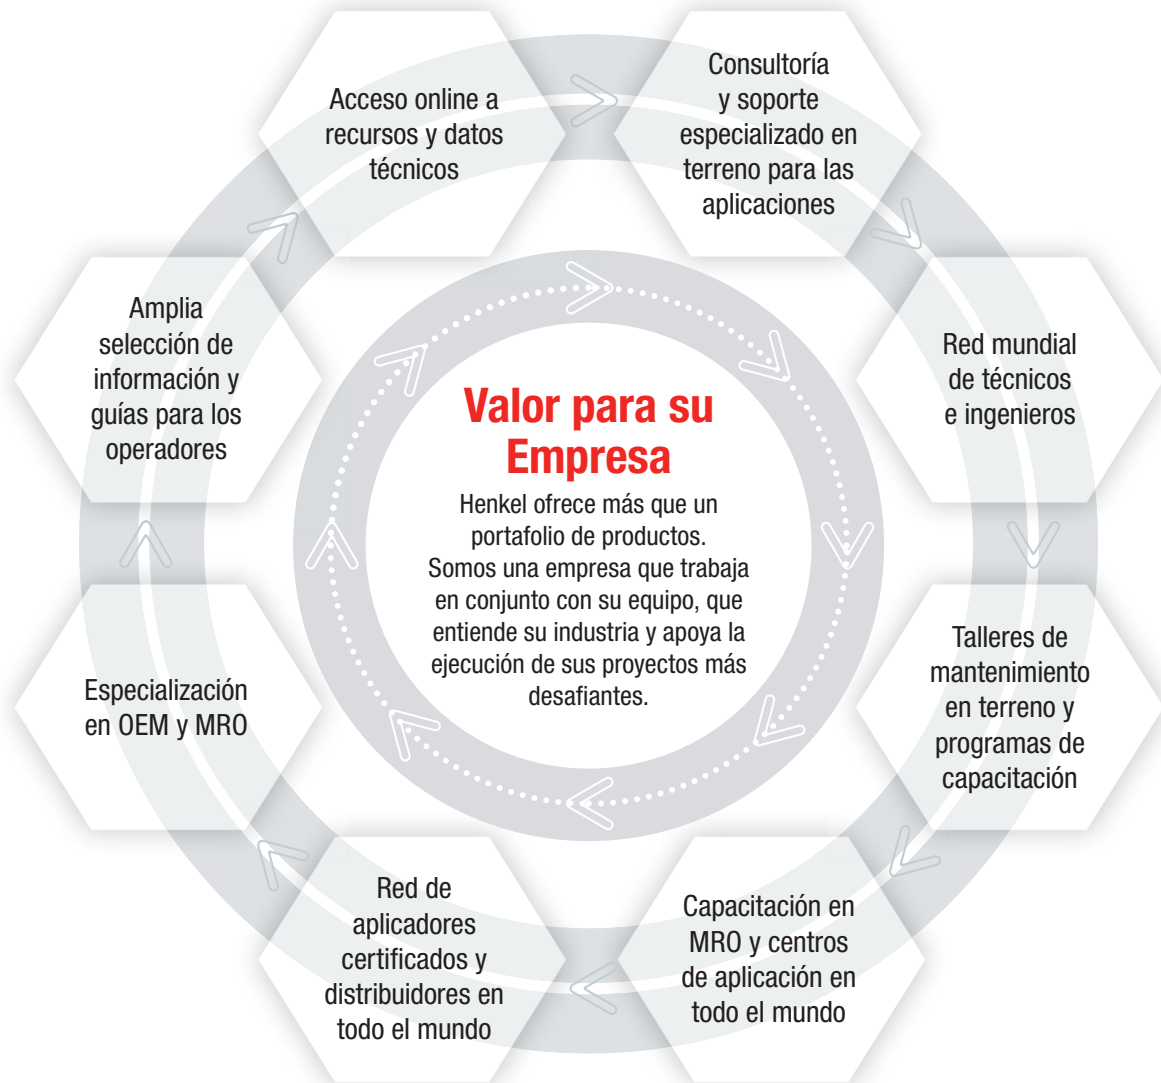 Acceso online a
recursos y datos
técnicos
Consultoría
y soporte
especializado en
terreno para las
aplicaciones
Amplia
selección de
información y
guías para los
operadores
Red mundial
de técnicos
e ingenieros
Valor para su
Empresa
Henkel ofrece más que un
portafolio de productos.
Somos una empresa que trabaja
en conjunto con su equipo, que
entiende su industria y apoya la
ejecución de sus proyectos más
desafiantes.
Especialización
en OEM y MRO
Talleres de
mantenimiento
en terreno y
programas de
capacitación
Red de
aplicadores
certificados y
distribuidores en
todo el mundo
Capacitación en
MRO y centros
de aplicación en
todo el mundo